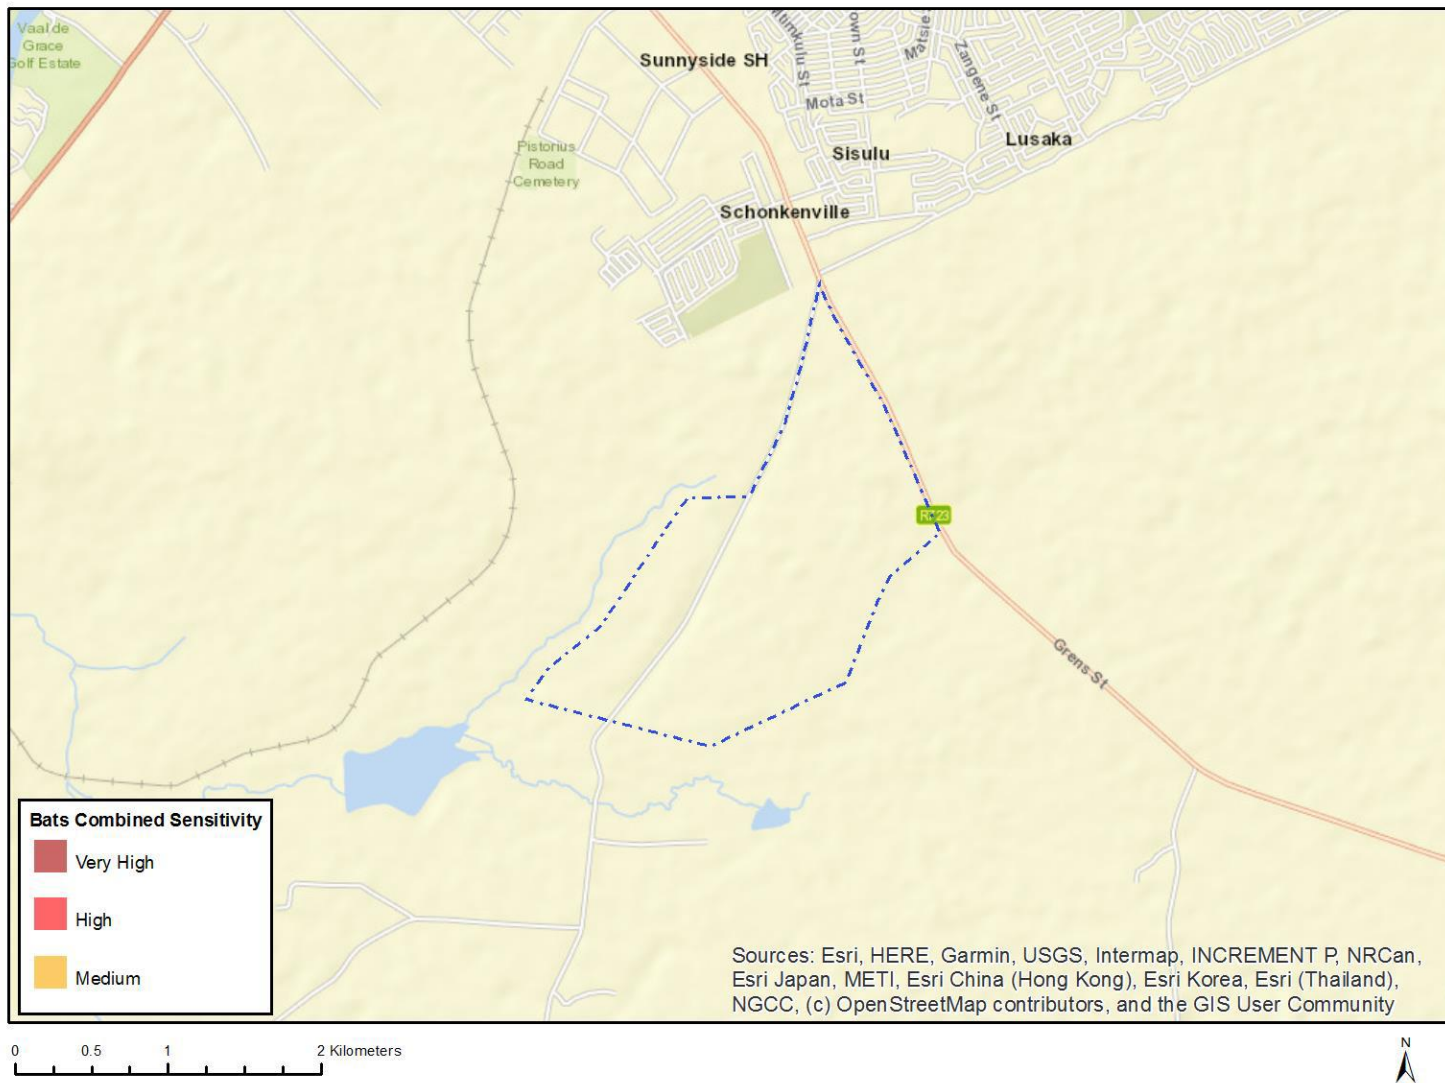 Vaal de
Grace
Golf Estate
Sunnyside SH
Mota St
Zangene St
Lusaka
Sisulu
Pistorius
Road
Cemetery
Schonkenville
Grens St
Bats Combined Sensitivity
Very High
High
Medium
Sources: Esri, HERE, Garmin, USGS, Intermap, INCREMENT P, NRCan,
Esri Japan, METI, Esri China (Hong Kong), Esri Korea, Esri (Thailand),
NGCC, (c) OpenStreetMap contributors, and the GIS User Community
0 0.5 1 2 Kilometers
N